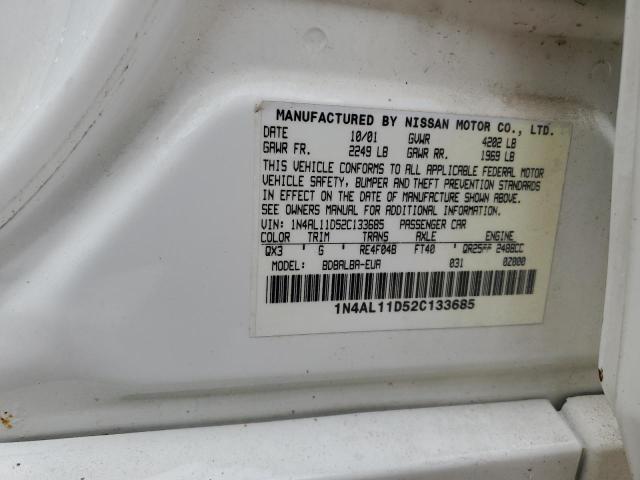 MANUFACTURED BY NISSAN MOTOR CO., LTD.
DATE 10/01 GVWR 4202 LB
GAWR FR. 2249 LB GAWR RR. 1969 LB
THIS VEHICLE CONFORMS TO ALL APPLICABLE FEDERAL MOTOR
VEHICLE SAFETY, BUMPER AND THEFT PREVENTION STANDARDS
IN EFFECT ON THE DATE OF MANUFACTURE SHOWN ABOVE.
SEE OWNERS MANUAL FOR ADDITIONAL INFORMATION.
VIN: 1N4AL11D52C133685 PASSENGER CAR
COLOR TRIM TRANS AXLE ENGINE
QX3 G RE4F04B FT40 2488CC
MODEL: BDBALBA-EUA 031 02000
1N4AL11D52C133685